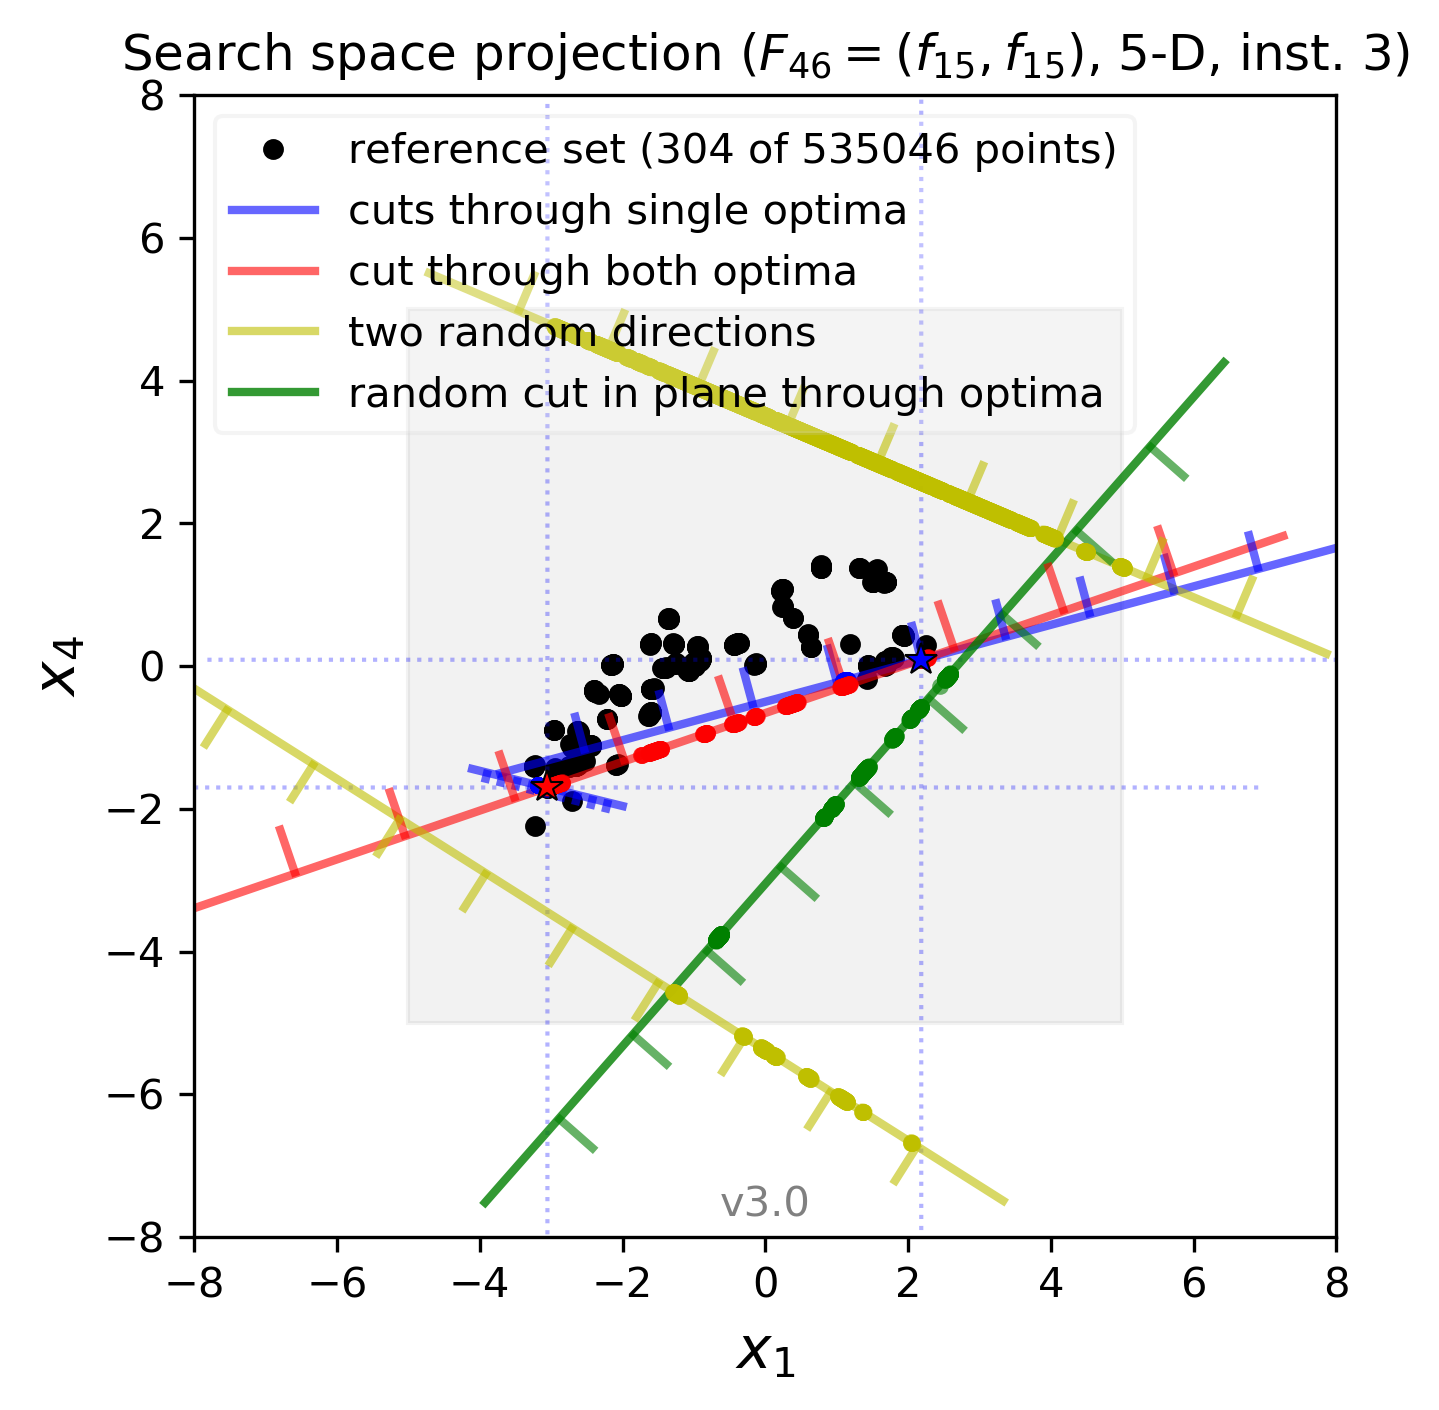 Search space projection (F₄₆ = (f₁₅, f₁₅), 5-D, inst. 3)
8
6
4
2
0
−2
−4
−6
−8
x₄
reference set (304 of 535046 points)
cuts through single optima
cut through both optima
two random directions
random cut in plane through optima
v3.0
−8 −6 −4 −2 0 2 4 6 8
x₁